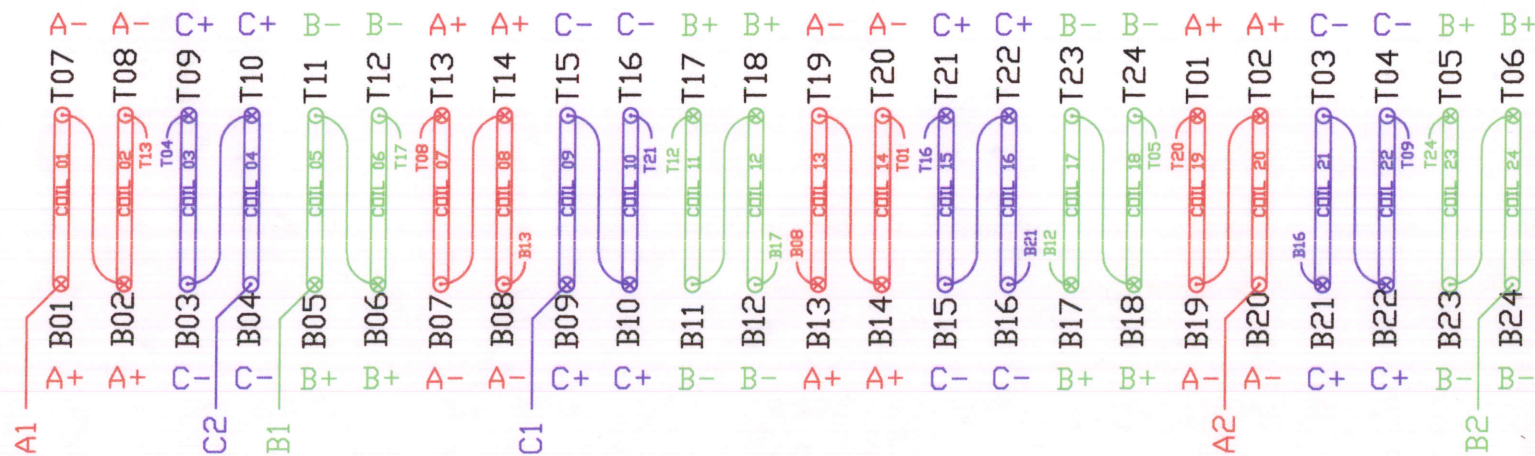 A- A- C+ C+ B- B- A+ A+ C- C- B+ B+ A- A- C+ C+ B- B- A+ A+ C- C- B+ B+
T07 T08 T09 T10 T11 T12 T13 T14 T15 T16 T17 T18 T19 T20 T21 T22 T23 T24 T01 T02 T03 T04 T05 T06
T13 T04 T17 T08 T21 T12 T01 T16 T05 T20 T09 T24
COIL 01 COIL 02 COIL 03 COIL 04 COIL 05 COIL 06 COIL 07 COIL 08 COIL 09 COIL 10 COIL 11 COIL 12 COIL 13 COIL 14 COIL 15 COIL 16 COIL 17 COIL 18 COIL 19 COIL 20 COIL 21 COIL 22 COIL 23 COIL 24
B13 B17 B08 B21 B12 B16
B01 B02 B03 B04 B05 B06 B07 B08 B09 B10 B11 B12 B13 B14 B15 B16 B17 B18 B19 B20 B21 B22 B23 B24
A+ A+ C- C- B+ B+ A- A- C+ C+ B- B- A+ A+ C- C- B+ B+ A- A- C+ C+ B- B-
A1 C2 B1 C1 A2 B2